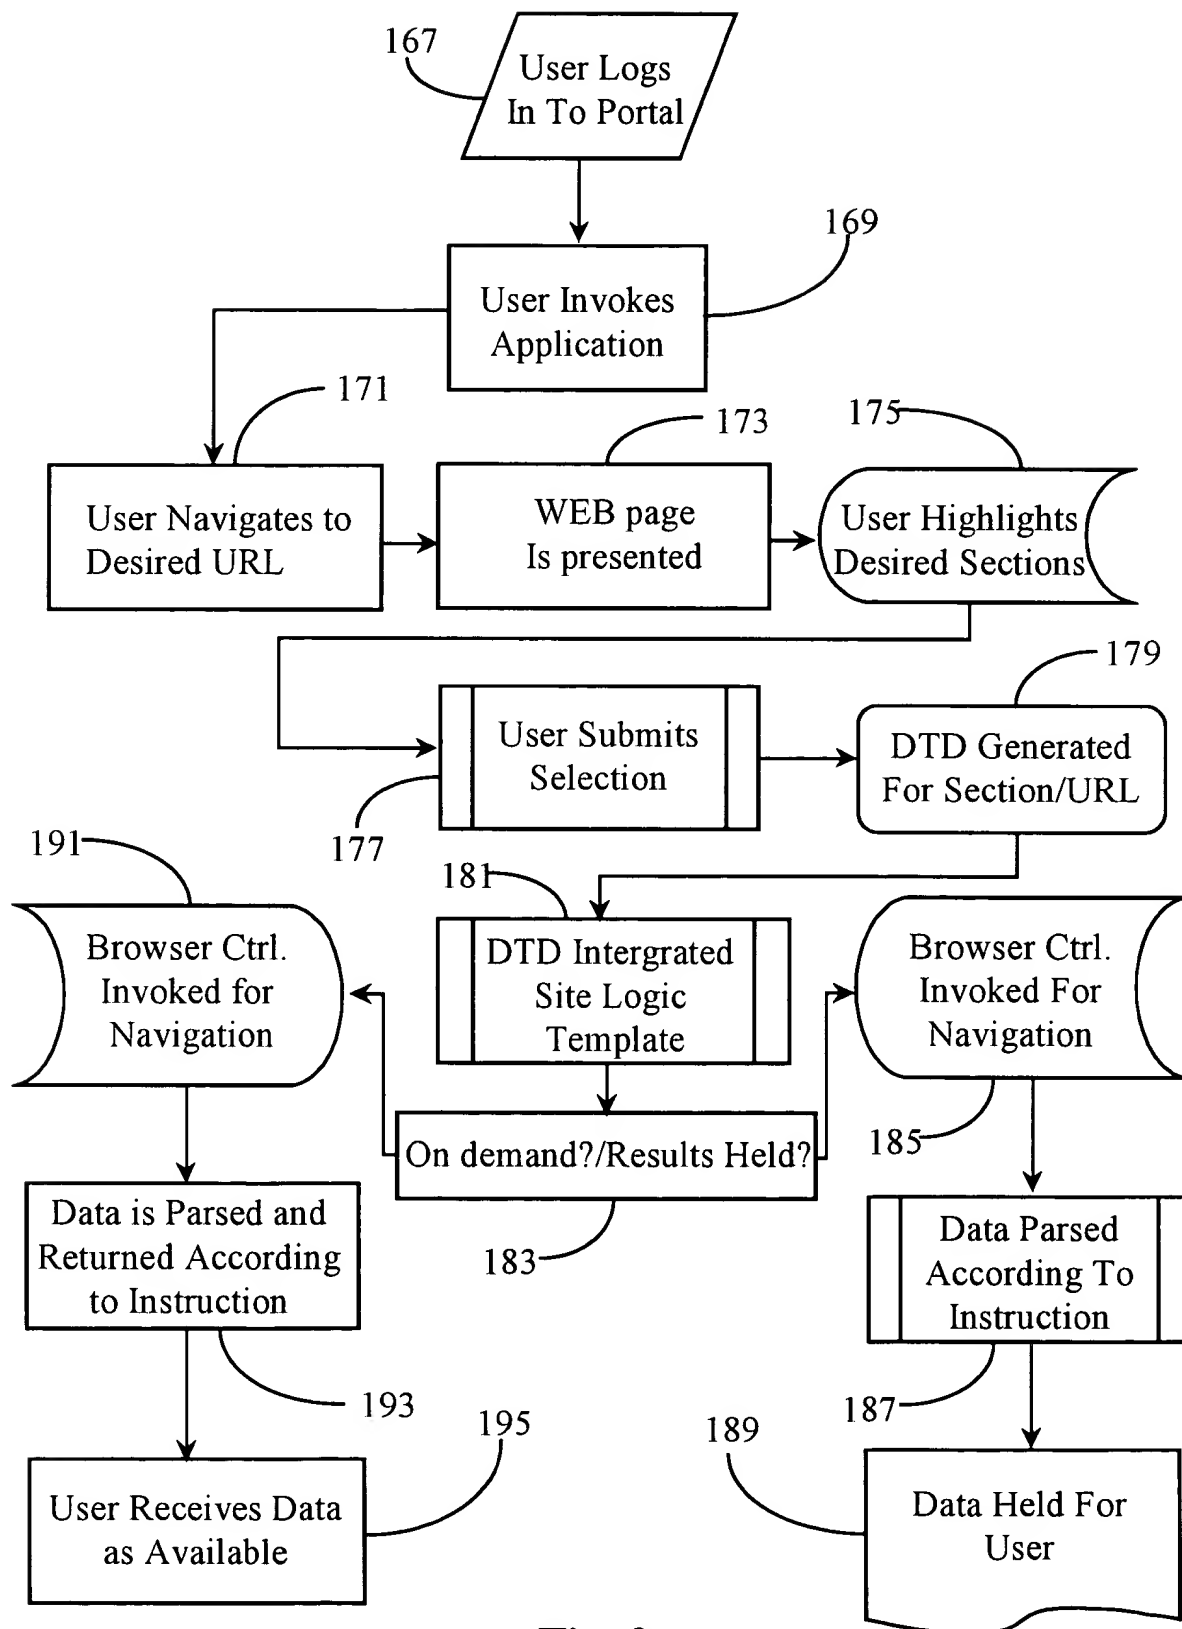 167
User Logs
In To Portal
169
User Invokes
Application
171
173
175
User Navigates to
Desired URL
WEB page
Is presented
User Highlights
Desired Sections
179
User Submits
Selection
DTD Generated
For Section/URL
177
191
181
Browser Ctrl.
Invoked for
Navigation
DTD Intergrated
Site Logic
Template
Browser Ctrl.
Invoked For
Navigation
On demand?/Results Held?
185
183
Data is Parsed and
Returned According
to Instruction
Data Parsed
According To
Instruction
193
187
195
189
User Receives Data
as Available
Data Held For
User